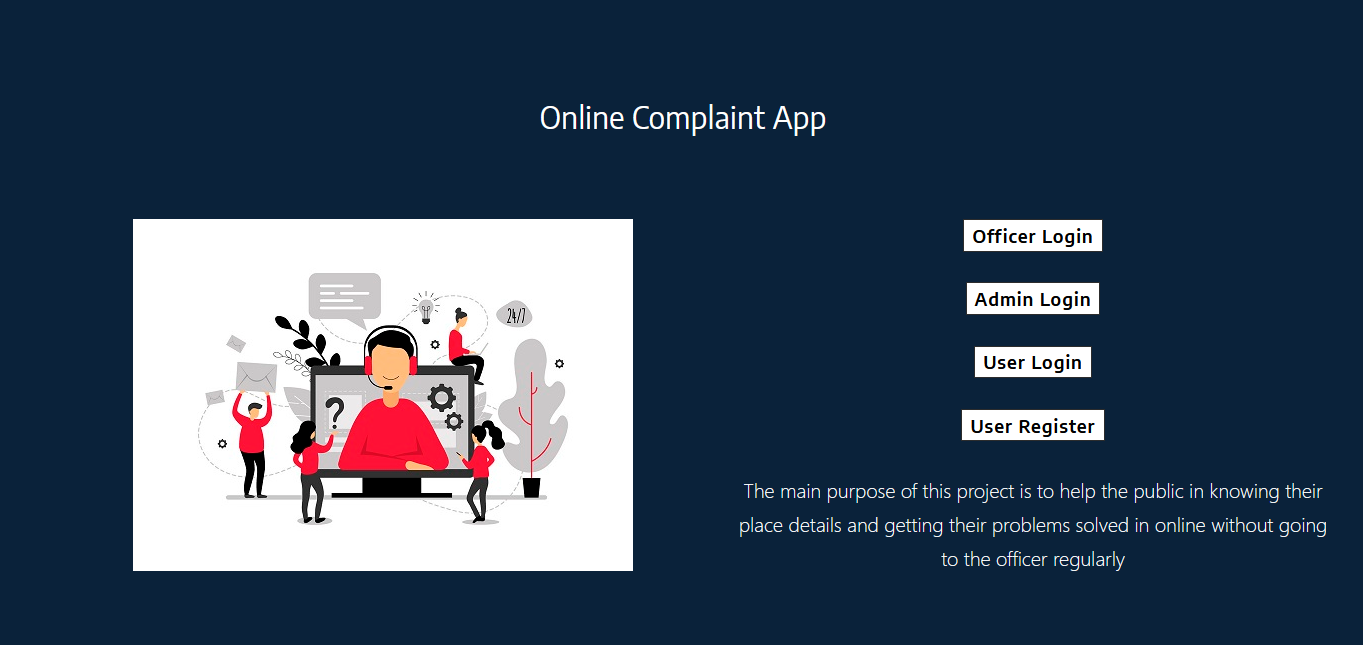 Online Complaint App
24/7
?
Officer Login
Admin Login
User Login
User Register
The main purpose of this project is to help the public in knowing their
place details and getting their problems solved in online without going
to the officer regularly